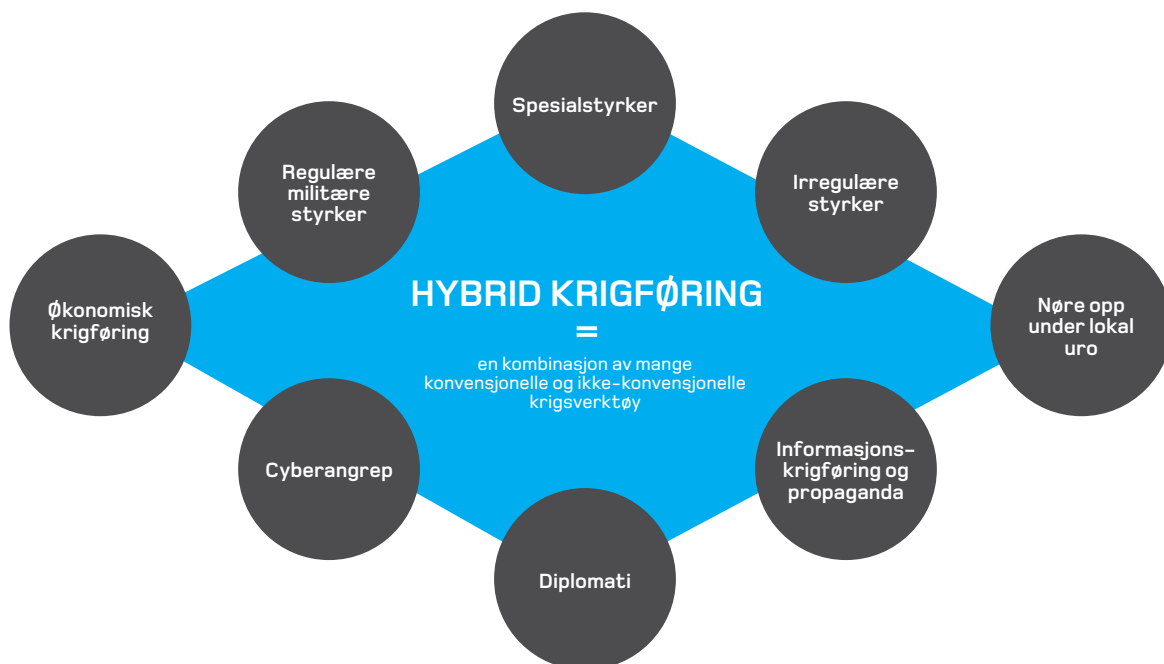 Spesialstyrker
Regulære
militære
styrker
Irregulære
styrker
Økonomisk
krigføring
HYBRID KRIGFØRING
=
en kombinasjon av mange
konvensjonelle og ikke-konvensjonelle
krigsverktøy
Nøre opp
under lokal
uro
Cyberangrep
Informasjons-
krigføring og
propaganda
Diplomati